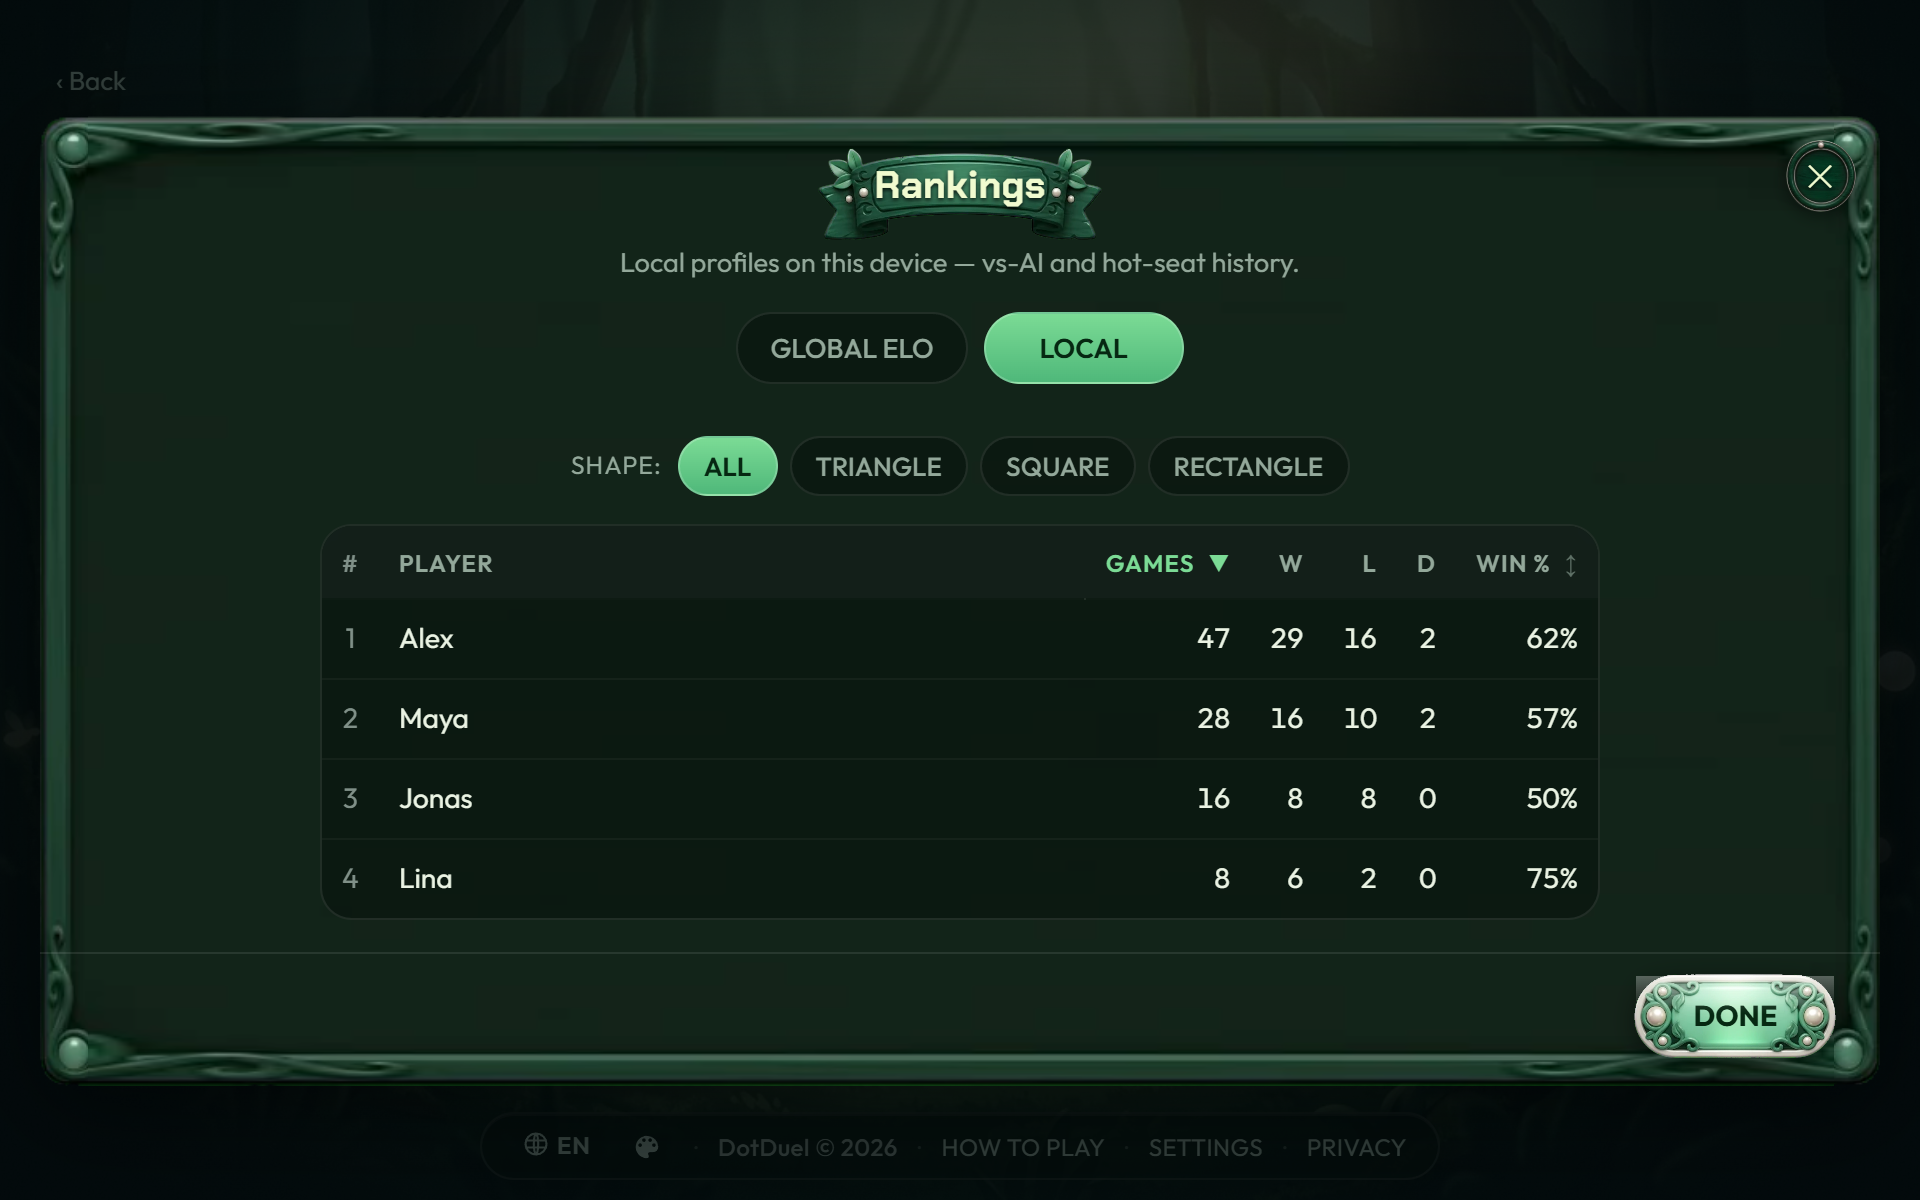 ‹ Back
Rankings
Local profiles on this device — vs-AI and hot-seat history.
GLOBAL ELO LOCAL
SHAPE: ALL TRIANGLE SQUARE RECTANGLE
# PLAYER GAMES ▼ W L D WIN % ↕
1 Alex 47 29 16 2 62%
2 Maya 28 16 10 2 57%
3 Jonas 16 8 8 0 50%
4 Lina 8 6 2 0 75%
DONE
EN · DotDuel © 2026 · HOW TO PLAY · SETTINGS · PRIVACY